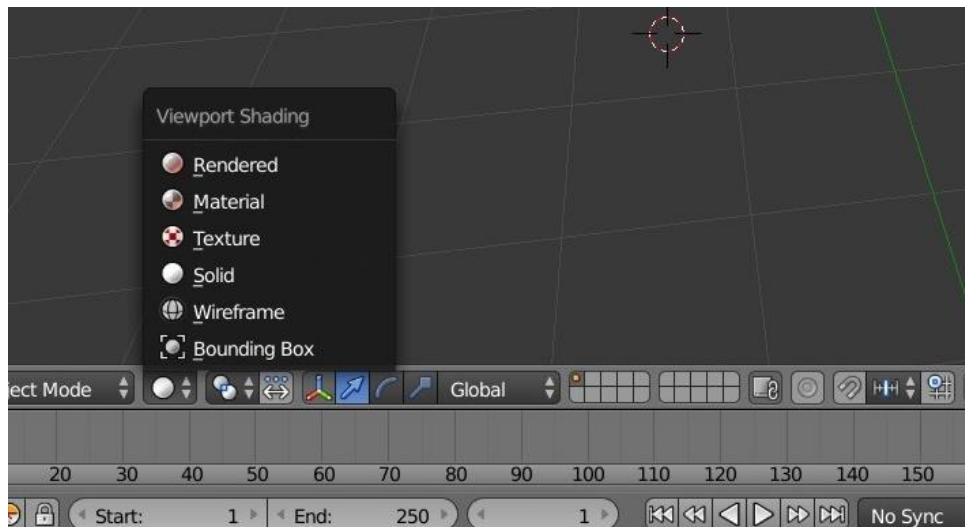 Viewport Shading
Rendered
Material
Texture
Solid
Wireframe
Bounding Box
ject Mode Global
20 30 40 50 60 70 80 90 100 110 120 130 140 150
Start: 1 End: 250 1 No Sync